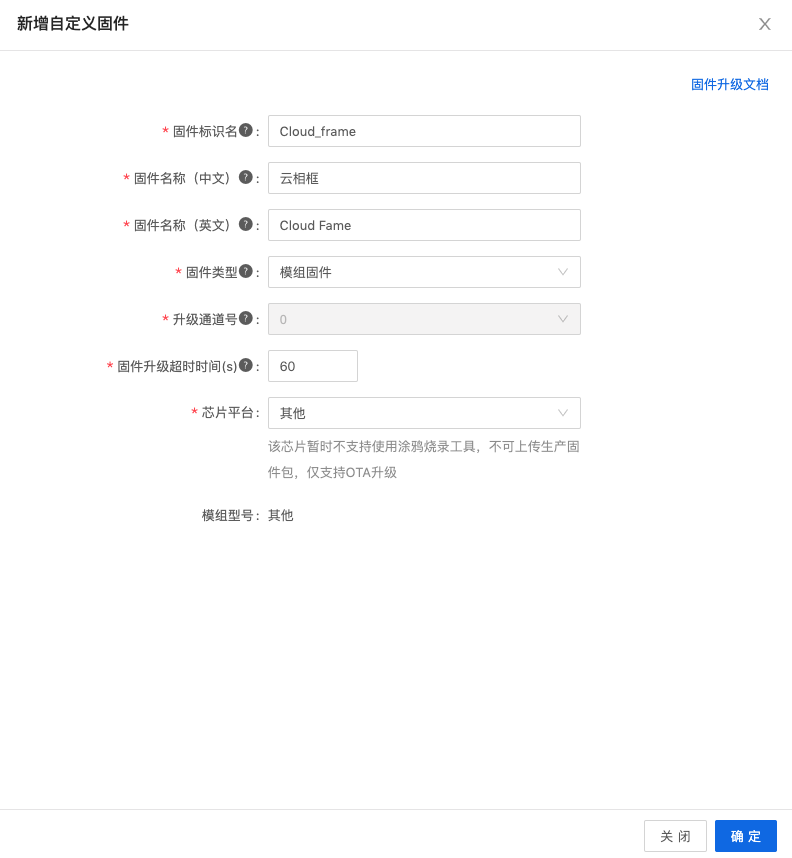 新增自定义固件
固件升级文档
* 固件标识名?: Cloud_frame
* 固件名称（中文）?: 云相框
* 固件名称（英文）?: Cloud Fame
* 固件类型?: 模组固件
* 升级通道号?: 0
* 固件升级超时时间(s)?: 60
* 芯片平台: 其他
该芯片暂时不支持使用涂鸦烧录工具，不可上传生产固
件包，仅支持OTA升级
模组型号: 其他
关 闭 确 定